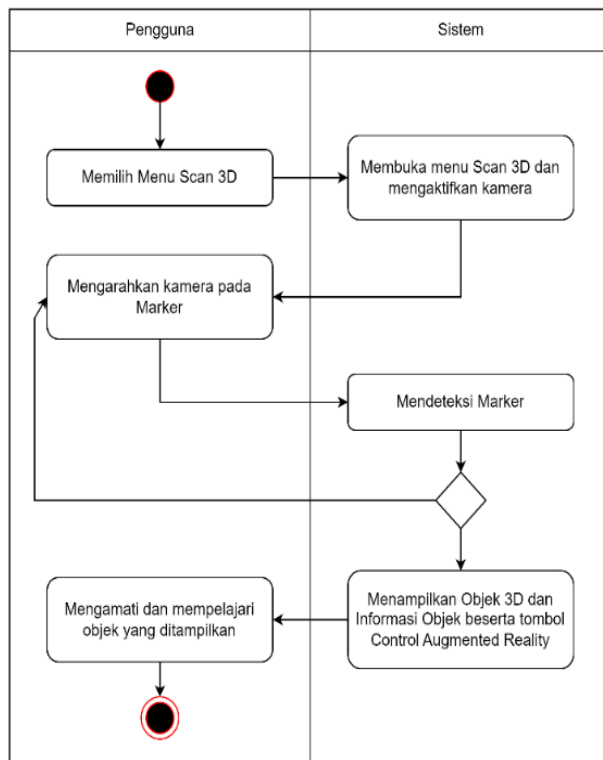 Pengguna
Sistem
Memilih Menu Scan 3D
Membuka menu Scan 3D dan
mengaktifkan kamera
Mengarahkan kamera pada
Marker
Mendeteksi Marker
Menampilkan Objek 3D dan
Informasi Objek beserta tombol
Control Augmented Reality
Mengamati dan mempelajari
objek yang ditampilkan